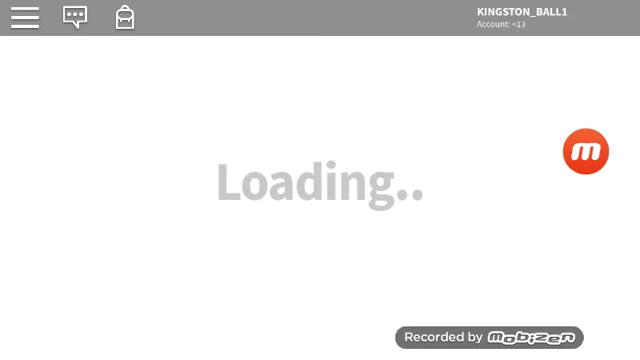 KINGSTON_BALL1
Account: <13
m
Loading..
Recorded by mobizen